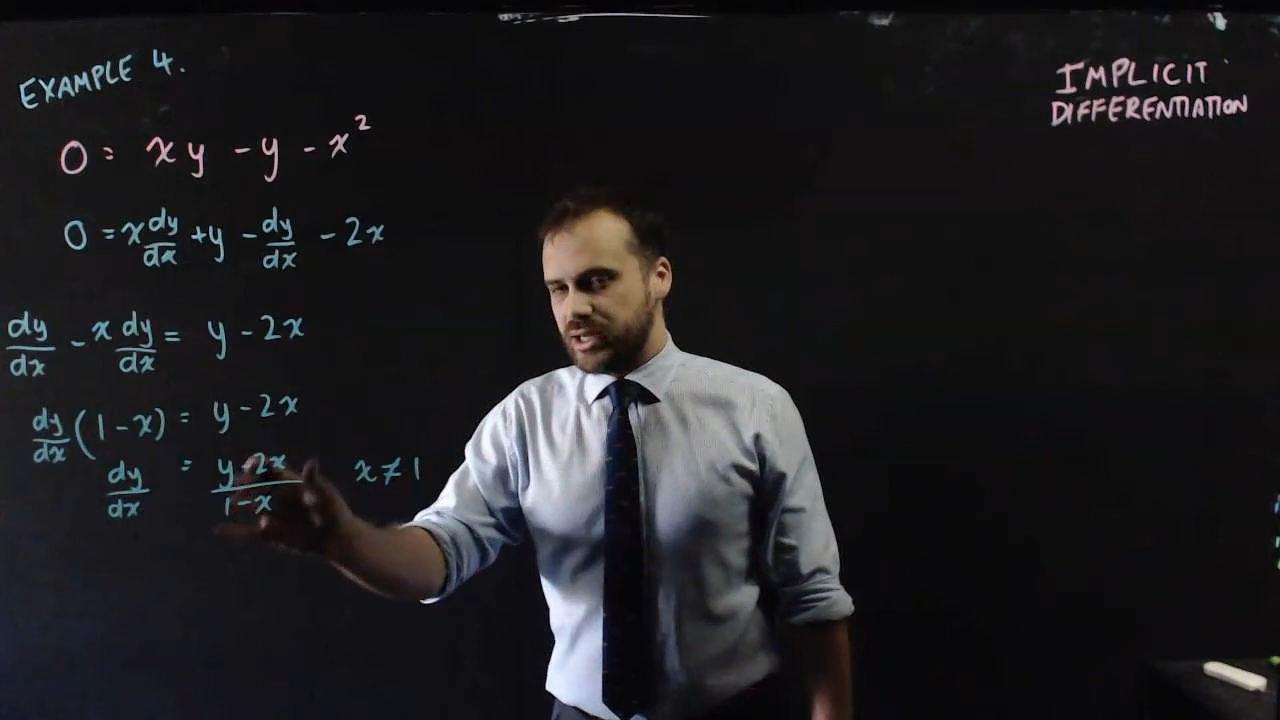 EXAMPLE 4.
IMPLICIT
DIFFERENTIATION
0 = xy - y - x²
0 = x dy/dx + y - dy/dx - 2x
dy/dx - x dy/dx = y - 2x
dy/dx (1 - x) = y - 2x
dy/dx = y - 2x / 1 - x x ≠ 1